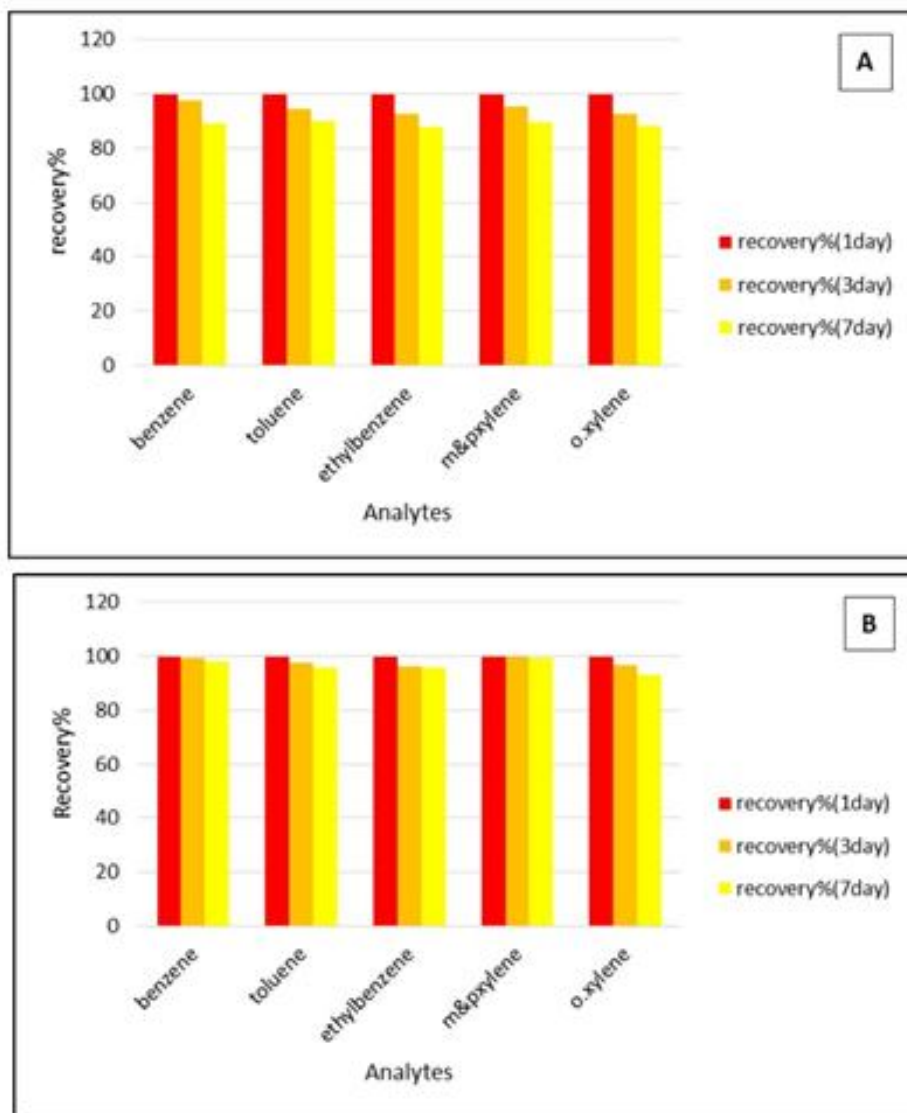 A
120
100
80
60
40
20
0
recovery%
benzene
toluene
ethylbenzene
m&pxylene
o.xylene
Analytes
recovery%(1day)
recovery%(3day)
recovery%(7day)
B
120
100
80
60
40
20
0
Recovery%
benzene
toluene
ethylbenzene
m&pxylene
o.xylene
Analytes
recovery%(1day)
recovery%(3day)
recovery%(7day)